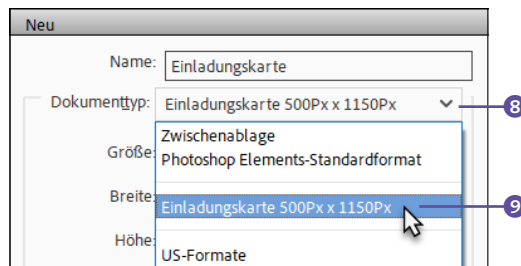 Neu
Name: Einladungskarte
Dokumenttyp: Einladungskarte 500Px x 1150Px 8
Zwischenablage
Größe:
Photoshop Elements-Standardformat
Breite:
Einladungskarte 500Px x 1150Px 9
Höhe:
US-Formate